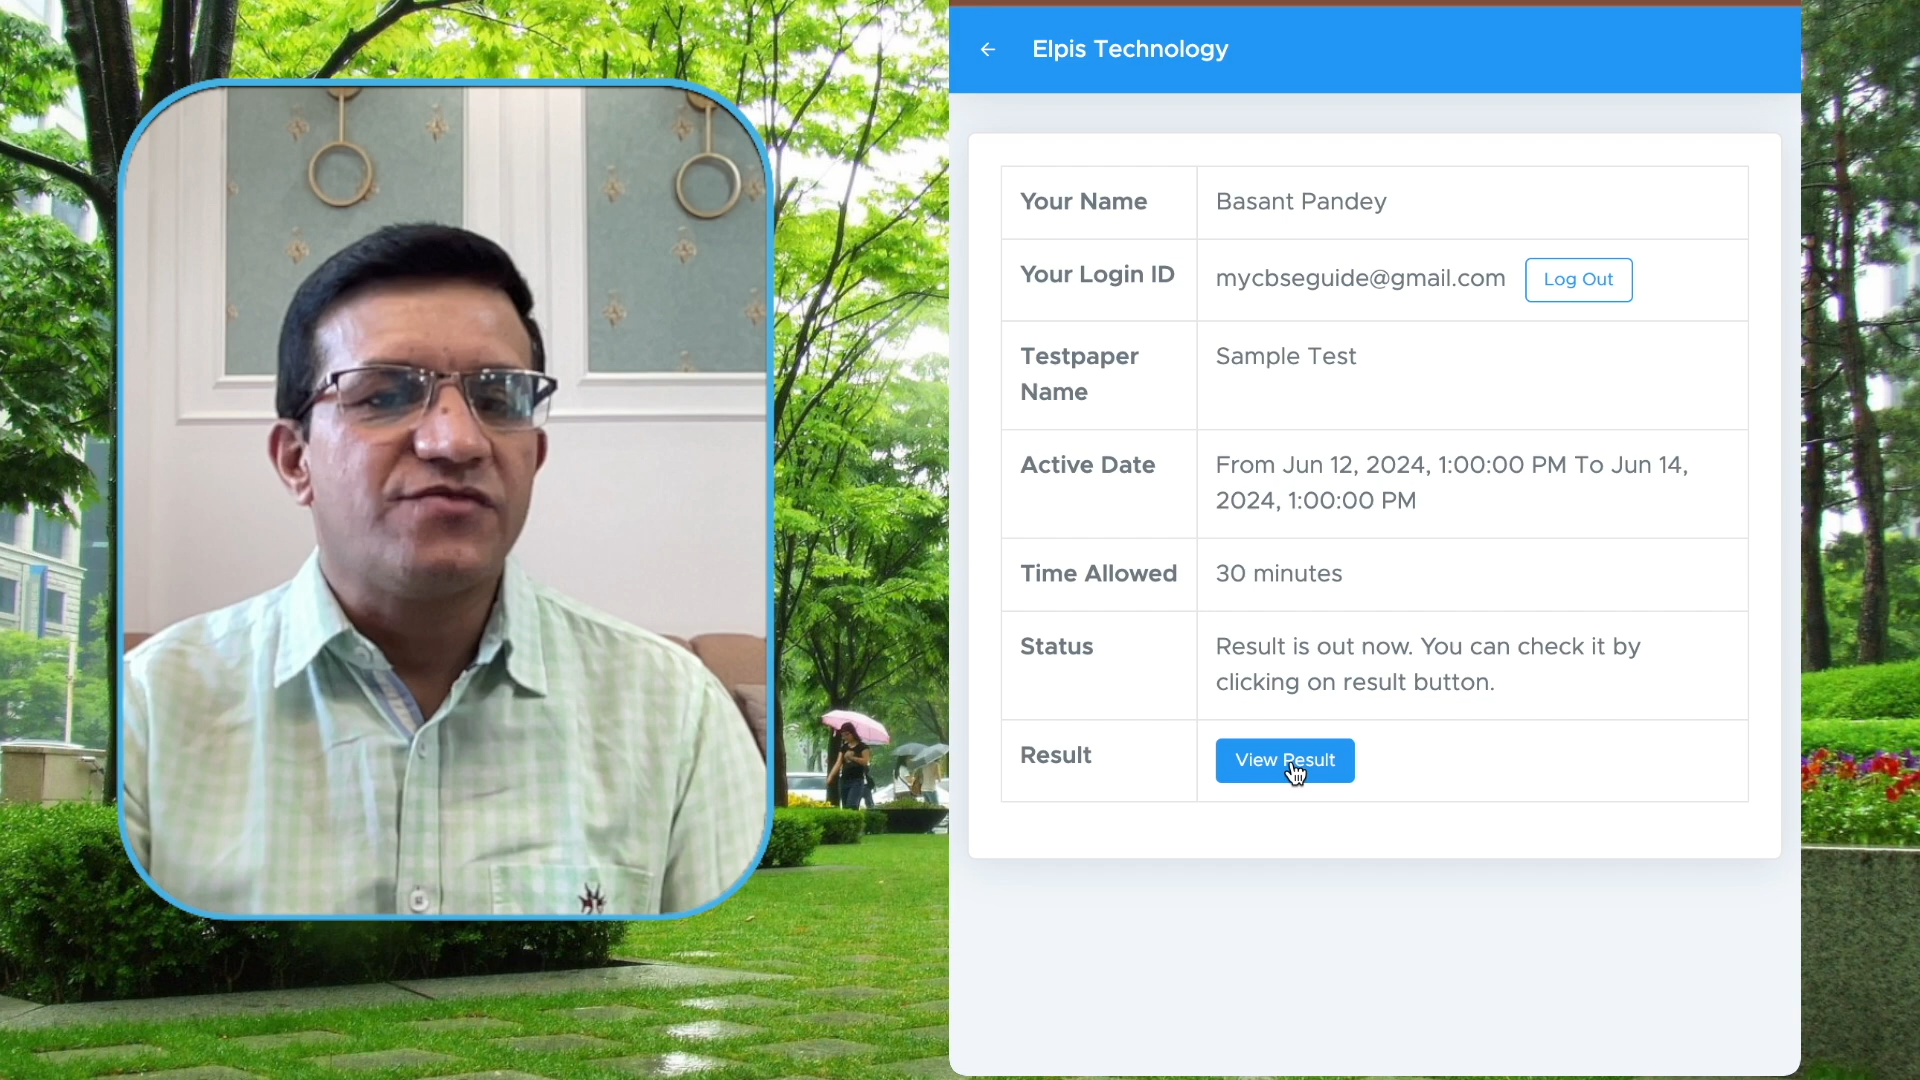 Elpis Technology
Your Name
Basant Pandey
Your Login ID
mycbseguide@gmail.com
Log Out
Testpaper
Name
Sample Test
Active Date
From Jun 12, 2024, 1:00:00 PM To Jun 14,
2024, 1:00:00 PM
Time Allowed
30 minutes
Status
Result is out now. You can check it by
clicking on result button.
Result
View Result